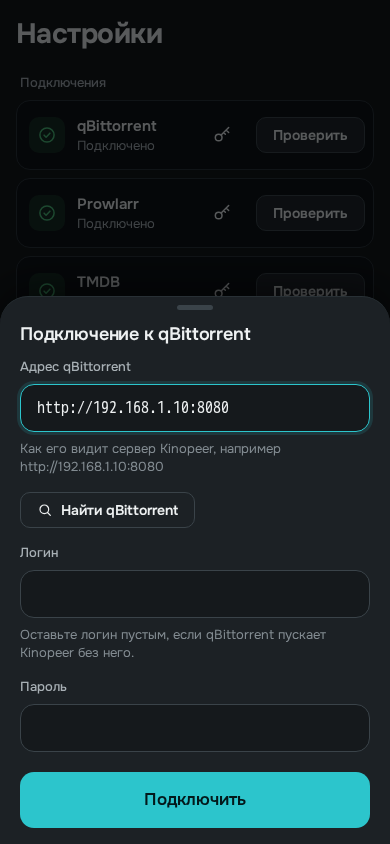 Настройки
Подключения
qBittorrent
Подключено
Проверить
Prowlarr
Подключено
Проверить
TMDB
Проверить
Подключение к qBittorrent
Адрес qBittorrent
http://192.168.1.10:8080
Как его видит сервер Kinopeer, например
http://192.168.1.10:8080
Найти qBittorrent
Логин
Оставьте логин пустым, если qBittorrent пускает
Kinopeer без него.
Пароль
Подключить